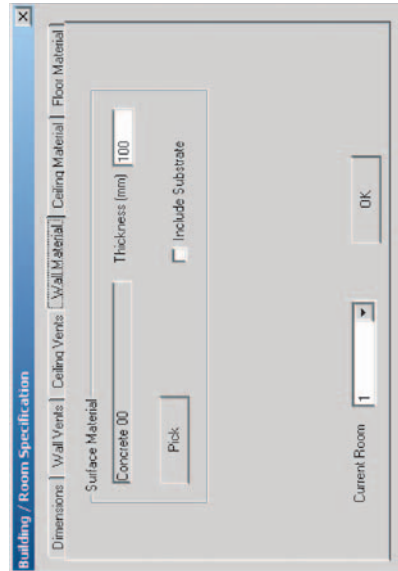 Building / Room Specification
Dimensions Wall Vents Ceiling Vents Wall Material Ceiling Material Floor Material
Surface Material
Concrete 00 Thickness (mm) 100
Pick Include Substrate
Current Room 1 OK